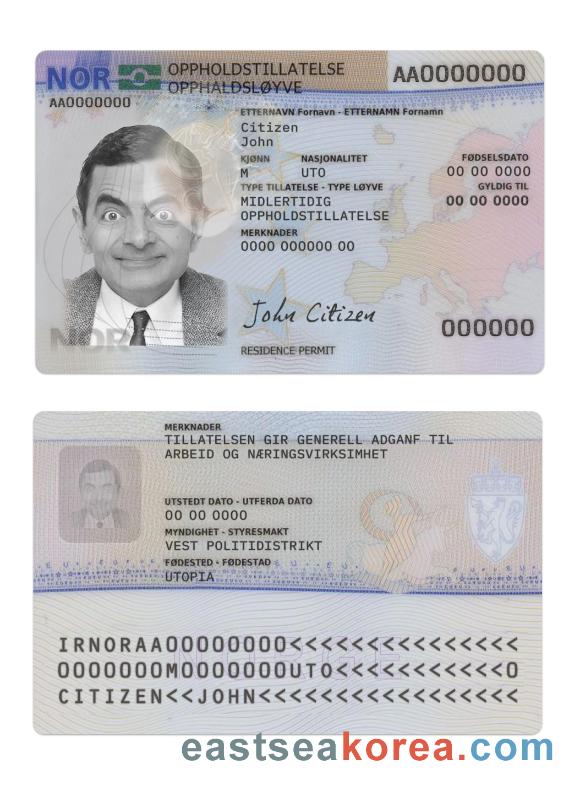 NOR OPPHOLDSTILLATELSE AA0000000
OPPHALDSLØYVE
AA0000000
ETTERNAVN Fornavn - ETTERNAMN Fornamn
Citizen
John
KJØNN NASJONALITET FØDSELSDATO
M UTO 00 00 0000
TYPE TILLATELSE - TYPE LØYVE GYLDIG TIL
MIDLERTIDIG 00 00 0000
OPPHOLDSTILLATELSE
MERKNADER
0000 000000 00
John Citizen
000000
NOR
RESIDENCE PERMIT
MERKNADER
TILLATELSEN GIR GENERELL ADGANF TIL
ARBEID OG NÆRINGSVIRKSIMHET
UTSTEDT DATO - UTFERDA DATO
00 00 0000
MYNDIGHET - STYRESMAKT
VEST POLITIDISTRIKT
FØDESTED - FØDESTAD
UTOPIA
IRNORAA00000000<<<<<<<<<<<<<<<
0000000M0000000UTO<<<<<<<<<<<0
CITIZEN<<JOHN<<<<<<<<<<<<<<<<<
eastseakorea.com